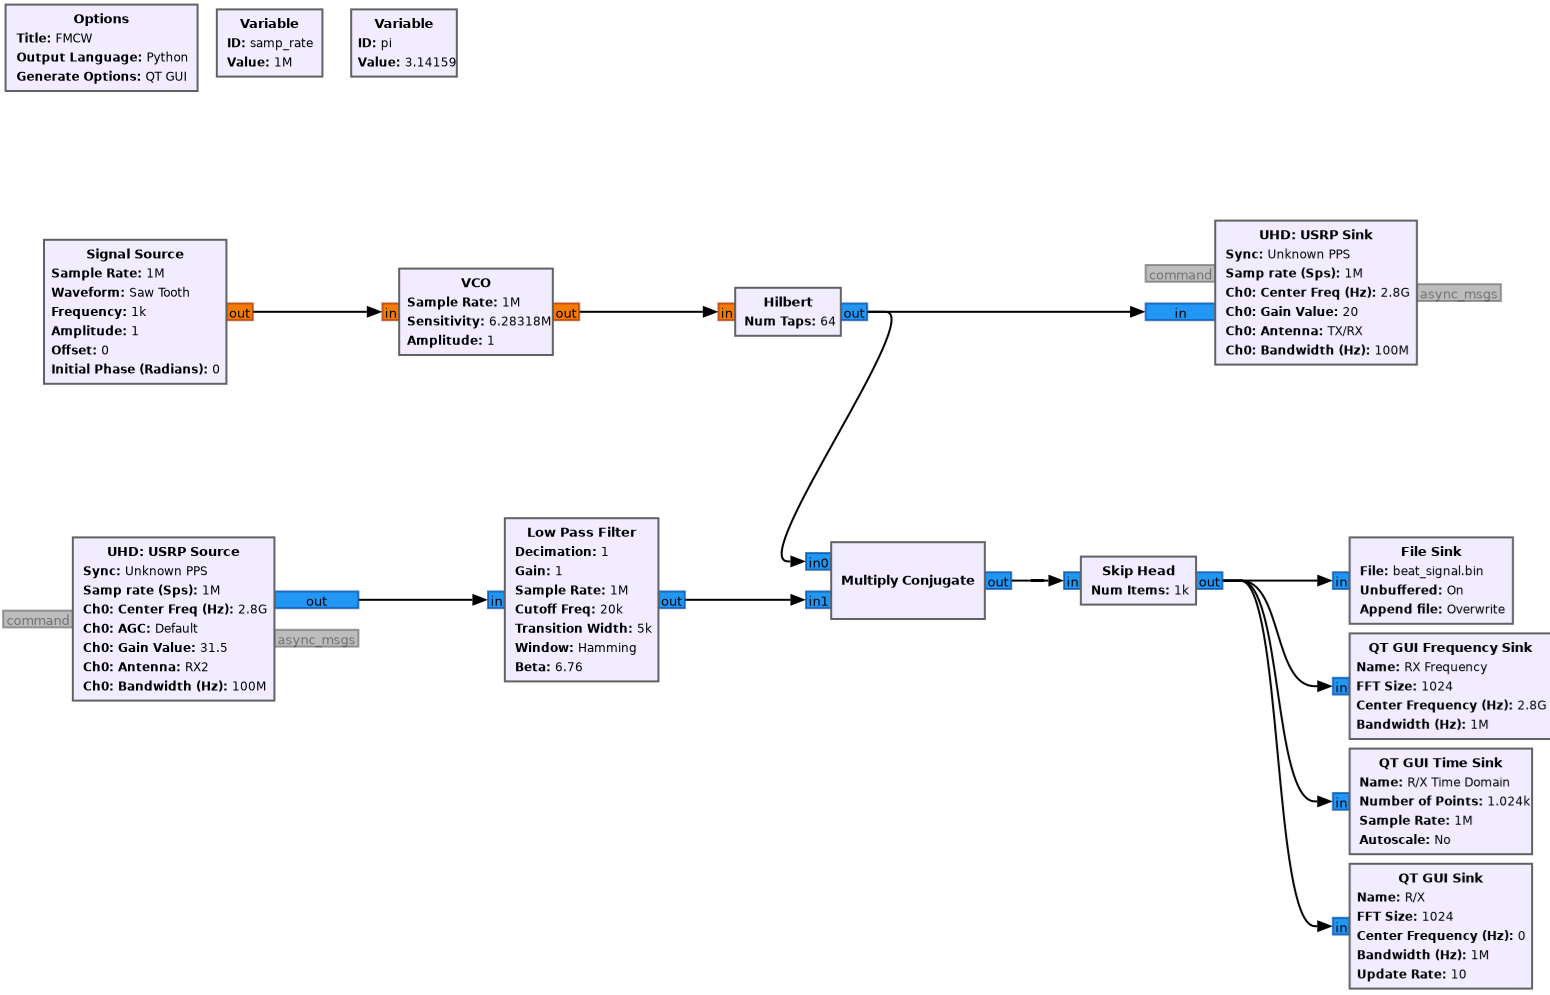 Options
Title: FMCW
Output Language: Python
Generate Options: QT GUI
Variable
ID: samp_rate
Value: 1M
Variable
ID: pi
Value: 3.14159
Signal Source
Sample Rate: 1M
Waveform: Saw Tooth
Frequency: 1k
Amplitude: 1
Offset: 0
Initial Phase (Radians): 0
out
in
VCO
Sample Rate: 1M
Sensitivity: 6.28318M
Amplitude: 1
out
in
Hilbert
Num Taps: 64
out
command
in
UHD: USRP Sink
Sync: Unknown PPS
Samp rate (Sps): 1M
Ch0: Center Freq (Hz): 2.8G
Ch0: Gain Value: 20
Ch0: Antenna: TX/RX
Ch0: Bandwidth (Hz): 100M
async_msgs
command
UHD: USRP Source
Sync: Unknown PPS
Samp rate (Sps): 1M
Ch0: Center Freq (Hz): 2.8G
Ch0: AGC: Default
Ch0: Gain Value: 31.5
Ch0: Antenna: RX2
Ch0: Bandwidth (Hz): 100M
out
async_msgs
in
Low Pass Filter
Decimation: 1
Gain: 1
Sample Rate: 1M
Cutoff Freq: 20k
Transition Width: 5k
Window: Hamming
Beta: 6.76
out
in0
in1
Multiply Conjugate
out
in
Skip Head
Num Items: 1k
out
in
File Sink
File: beat_signal.bin
Unbuffered: On
Append file: Overwrite
in
QT GUI Frequency Sink
Name: RX Frequency
FFT Size: 1024
Center Frequency (Hz): 2.8G
Bandwidth (Hz): 1M
in
QT GUI Time Sink
Name: R/X Time Domain
Number of Points: 1.024k
Sample Rate: 1M
Autoscale: No
in
QT GUI Sink
Name: R/X
FFT Size: 1024
Center Frequency (Hz): 0
Bandwidth (Hz): 1M
Update Rate: 10